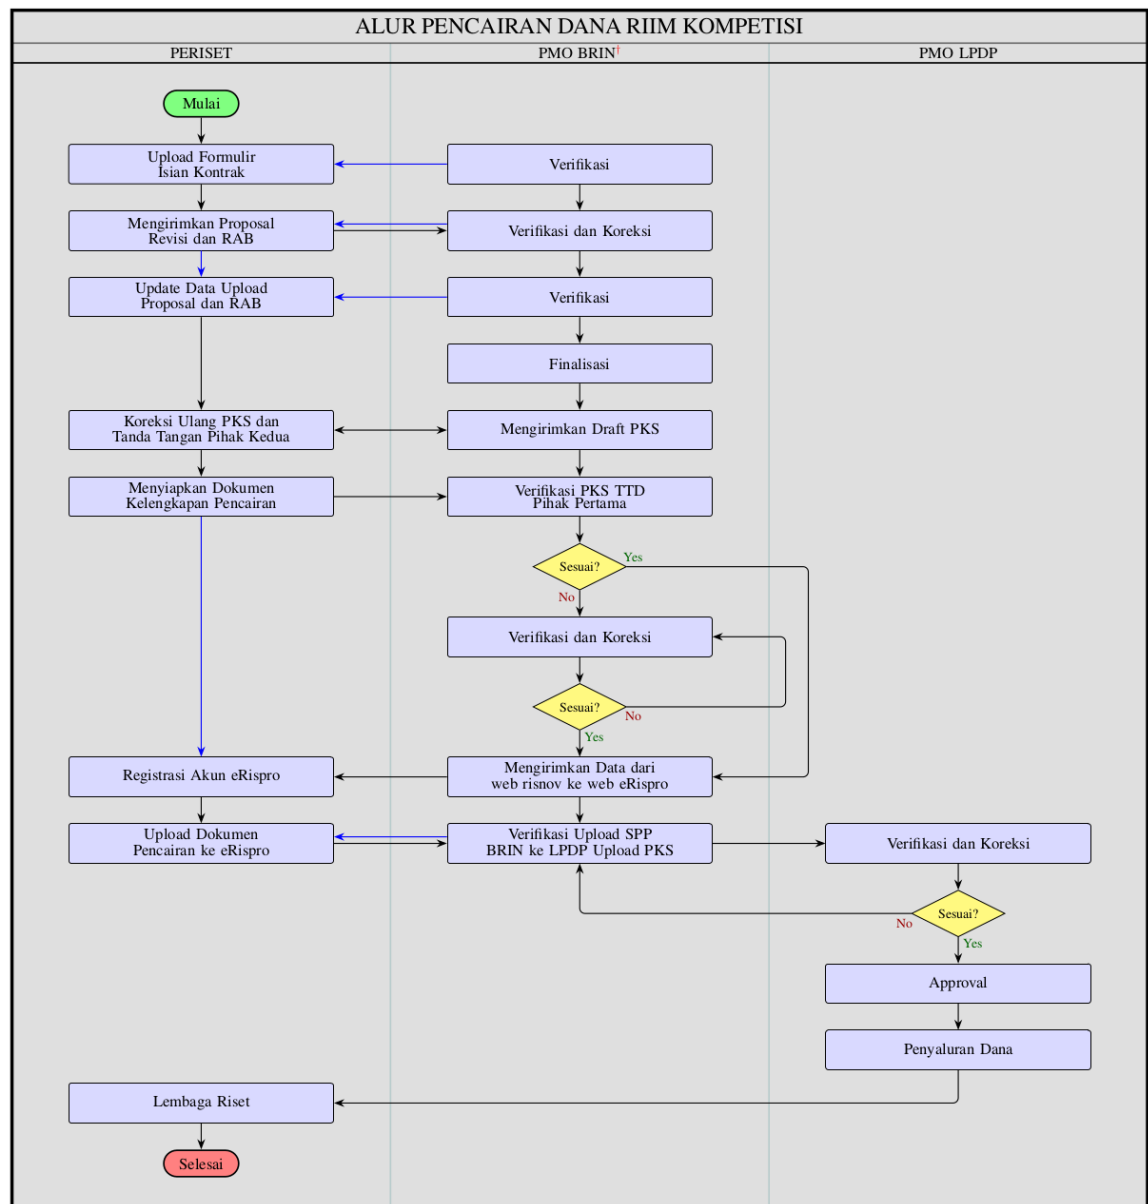 ALUR PENCAIRAN DANA RIIM KOMPETISI
PERISET
PMO BRIN†
PMO LPDP
Mulai
Upload Formulir
Isian Kontrak
Verifikasi
Mengirimkan Proposal
Revisi dan RAB
Verifikasi dan Koreksi
Update Data Upload
Proposal dan RAB
Verifikasi
Finalisasi
Koreksi Ulang PKS dan
Tanda Tangan Pihak Kedua
Mengirimkan Draft PKS
Menyiapkan Dokumen
Kelengkapan Pencairan
Verifikasi PKS TTD
Pihak Pertama
Sesuai?
Yes
No
Verifikasi dan Koreksi
Sesuai?
No
Yes
Registrasi Akun eRispro
Mengirimkan Data dari
web risnov ke web eRispro
Upload Dokumen
Pencairan ke eRispro
Verifikasi Upload SPP
BRIN ke LPDP Upload PKS
Verifikasi dan Koreksi
Sesuai?
No
Yes
Approval
Penyaluran Dana
Lembaga Riset
Selesai